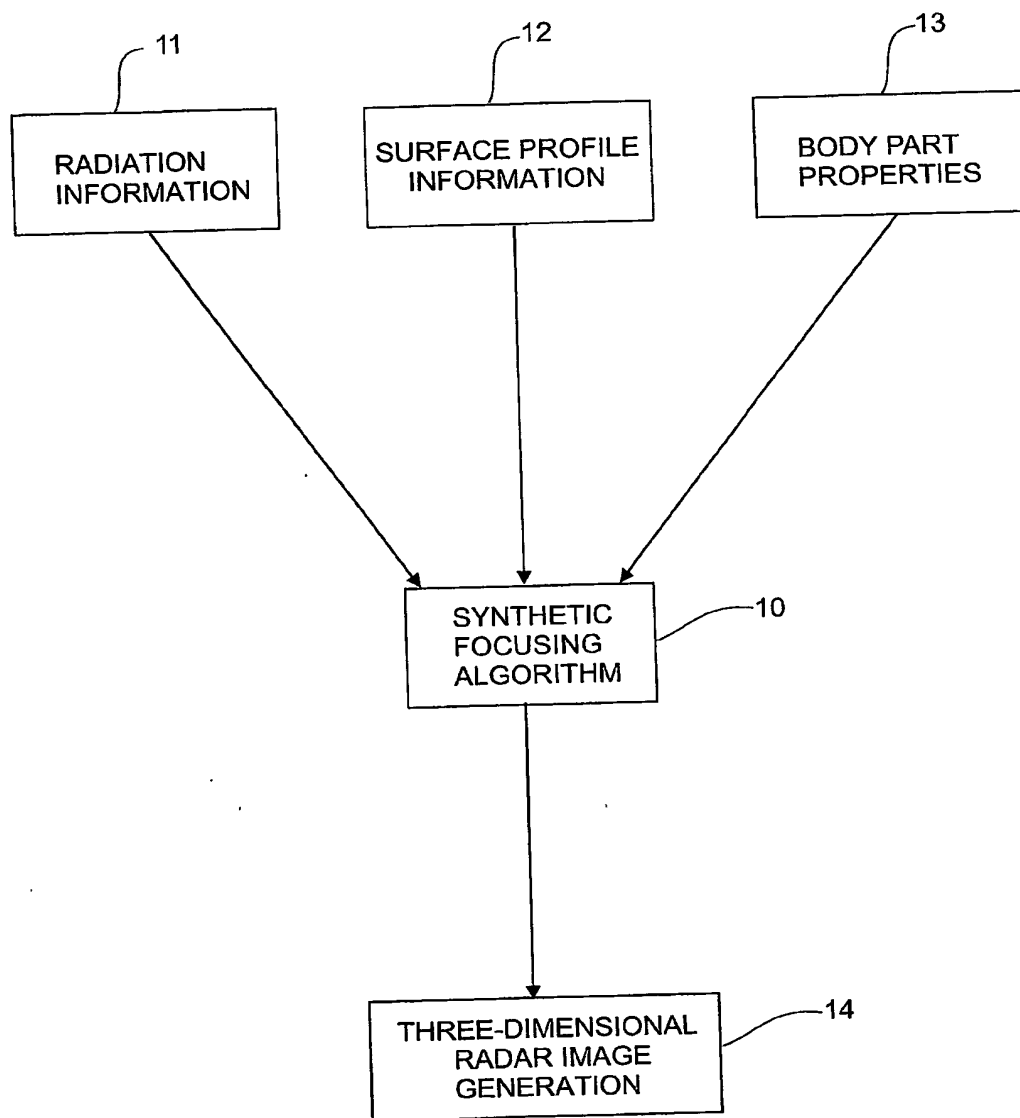 11
12
13
RADIATION
INFORMATION
SURFACE PROFILE
INFORMATION
BODY PART
PROPERTIES
SYNTHETIC
FOCUSING
ALGORITHM
10
THREE-DIMENSIONAL
RADAR IMAGE
GENERATION
14